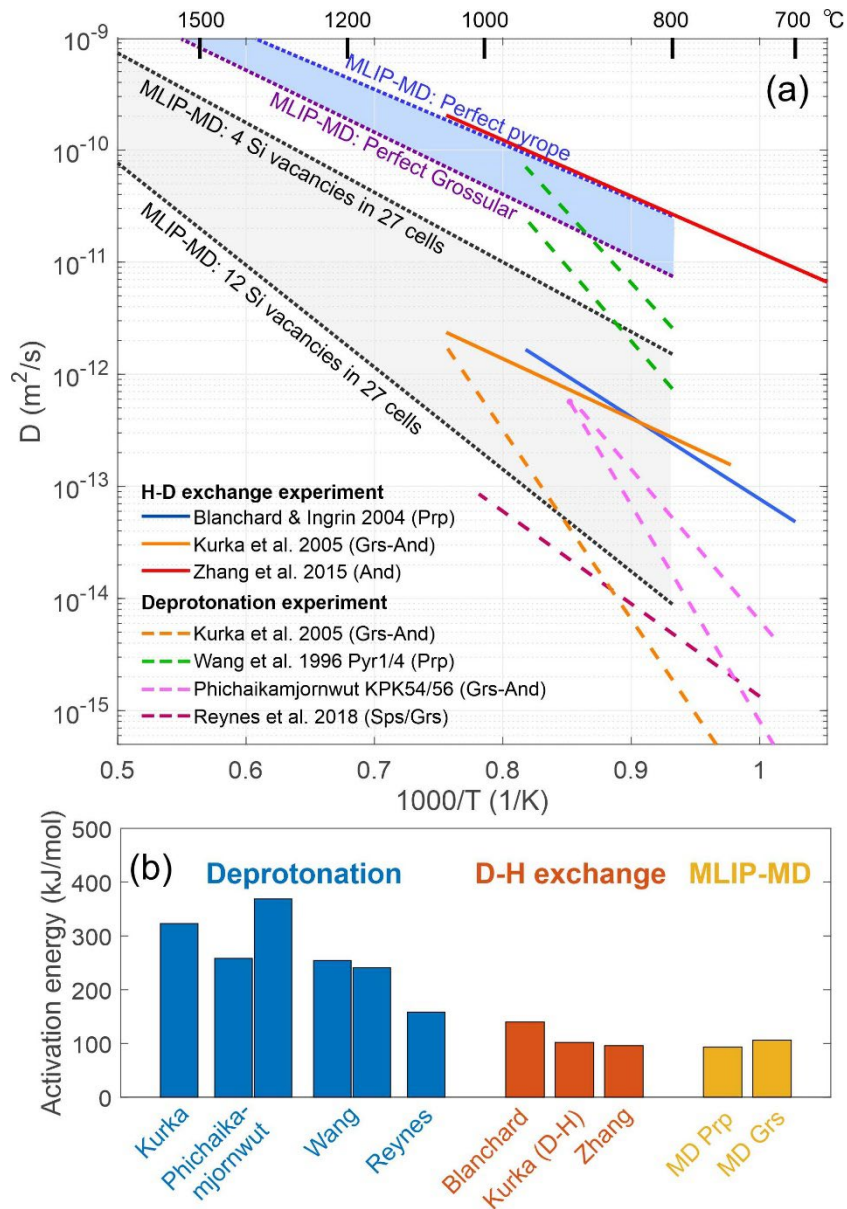 1500 1200 1000 800 700 °C
(a)
MLIP-MD: Perfect pyrope
MLIP-MD: Perfect Grossular
MLIP-MD: 4 Si vacancies in 27 cells
MLIP-MD: 12 Si vacancies in 27 cells
10⁻⁹
10⁻¹⁰
10⁻¹¹
10⁻¹²
10⁻¹³
10⁻¹⁴
10⁻¹⁵
D (m²/s)
H-D exchange experiment
Blanchard & Ingrin 2004 (Prp)
Kurka et al. 2005 (Grs-And)
Zhang et al. 2015 (And)
Deprotonation experiment
Kurka et al. 2005 (Grs-And)
Wang et al. 1996 Pyr1/4 (Prp)
Phichaikamjornwut KPK54/56 (Grs-And)
Reynes et al. 2018 (Sps/Grs)
0.5 0.6 0.7 0.8 0.9 1
1000/T (1/K)
(b)
Deprotonation D-H exchange MLIP-MD
500
400
300
200
100
0
Activation energy (kJ/mol)
Kurka
Phichaika-
mjornwut
Wang
Reynes
Blanchard
Kurka (D-H)
Zhang
MD Prp
MD Grs